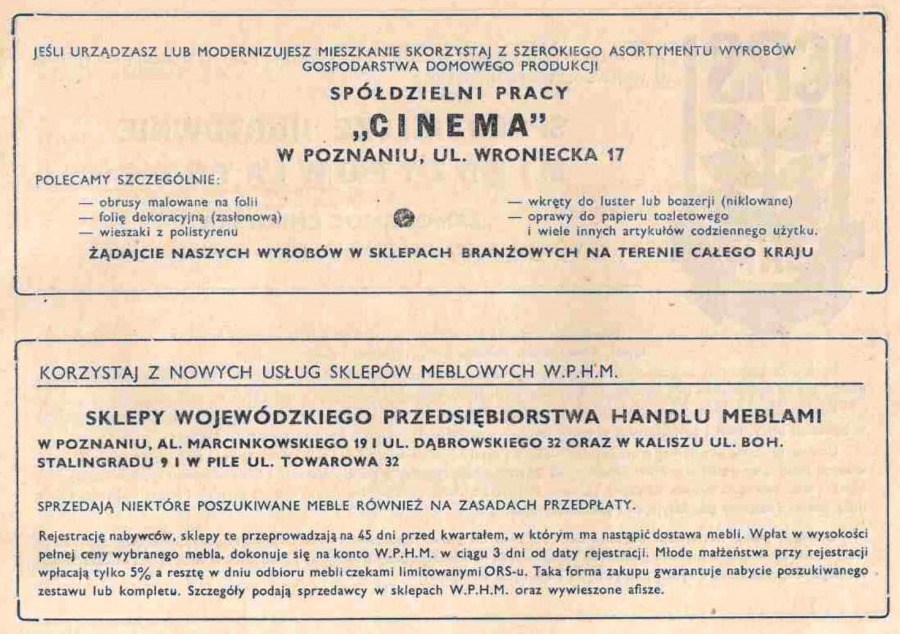 JEŚLI URZĄDZASZ LUB MODERNIZUJESZ MIESZKANIE SKORZYSTAJ Z SZEROKIEGO ASORTYMENTU WYROBÓW
GOSPODARSTWA DOMOWEGO PRODUKCJI
SPÓŁDZIELNI PRACY
„CINEMA”
W POZNANIU, UL. WRONIECKA 17
POLECAMY SZCZEGÓLNIE:
— obrusy malowane na folii
— folię dekoracyjną (zasłonową)
— wieszaki z polistyrenu
— wkręty do luster lub boazerji (niklowane)
— oprawy do papieru toaletowego
i wiele innych artykułów codziennego użytku.
ŻĄDAJCIE NASZYCH WYROBÓW W SKLEPACH BRANŻOWYCH NA TERENIE CAŁEGO KRAJU
KORZYSTAJ Z NOWYCH USŁUG SKLEPÓW MEBLOWYCH W.P.H.M.
SKLEPY WOJEWÓDZKIEGO PRZEDSIĘBIORSTWA HANDLU MEBLAMI
W POZNANIU, AL. MARCINKOWSKIEGO 19 I UL. DĄBROWSKIEGO 32 ORAZ W KALISZU UL. BOH.
STALINGRADU 9 I W PILE UL. TOWAROWA 32
SPRZEDAJĄ NIEKTÓRE POSZUKIWANE MEBLE RÓWNIEŻ NA ZASADACH PRZEDPŁATY.
Rejestrację nabywców, sklepy te przeprowadzają na 45 dni przed kwartałem, w którym ma nastąpić dostawa mebli. Wpłat w wysokości
pełnej ceny wybranego mebla, dokonuje się na konto W.P.H.M. w ciągu 3 dni od daty rejestracji. Młode małżeństwa przy rejestracji
wpłacają tylko 5% a resztę w dniu odbioru mebli czekami limitowanymi ORS-u. Taka forma zakupu gwarantuje nabycie poszukiwanego
zestawu lub kompletu. Szczegóły podają sprzedawcy w sklepach W.P.H.M. oraz wywieszone afisze.